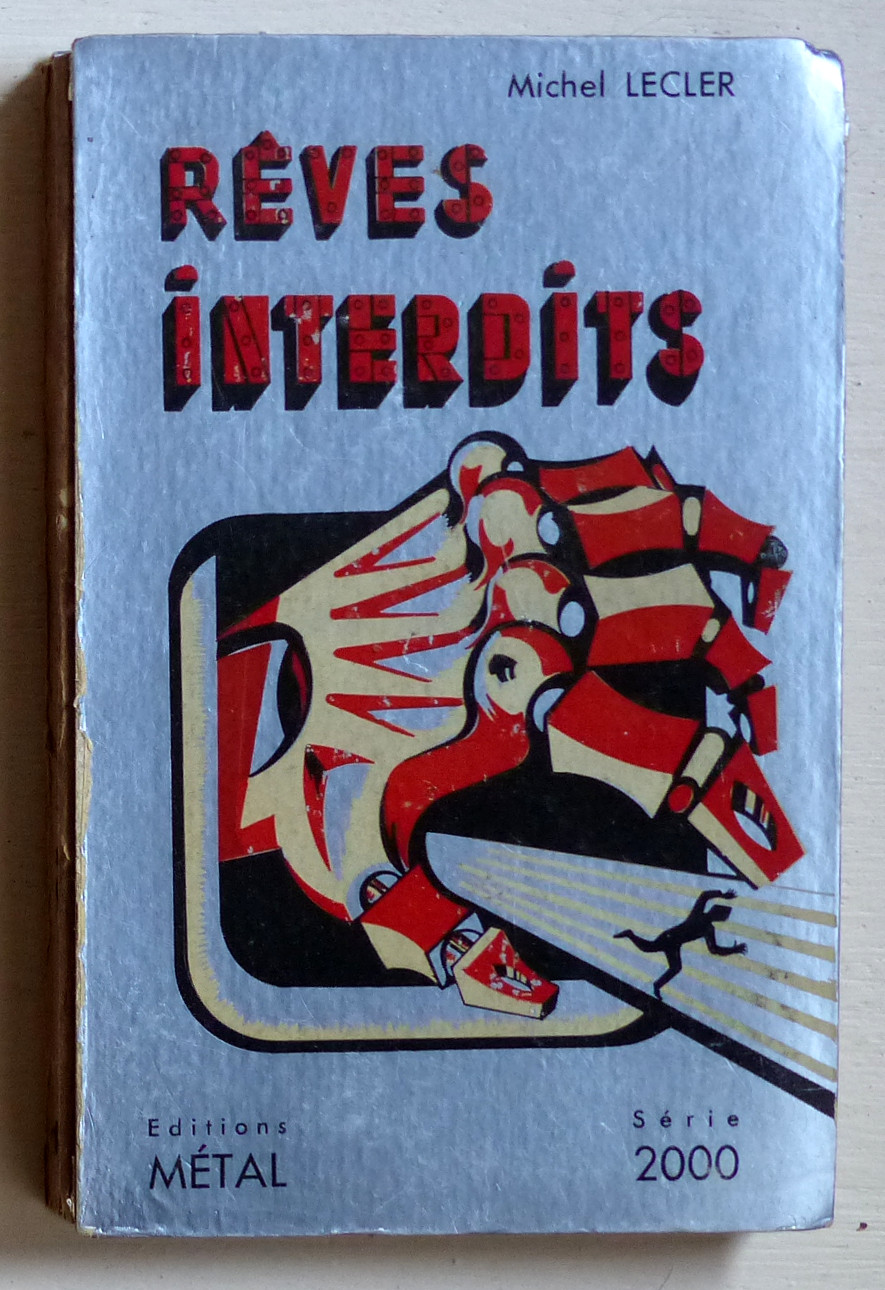 Michel LECLER
RÊVES
iNTERDiTS
Editions
MÉTAL
Série
2000